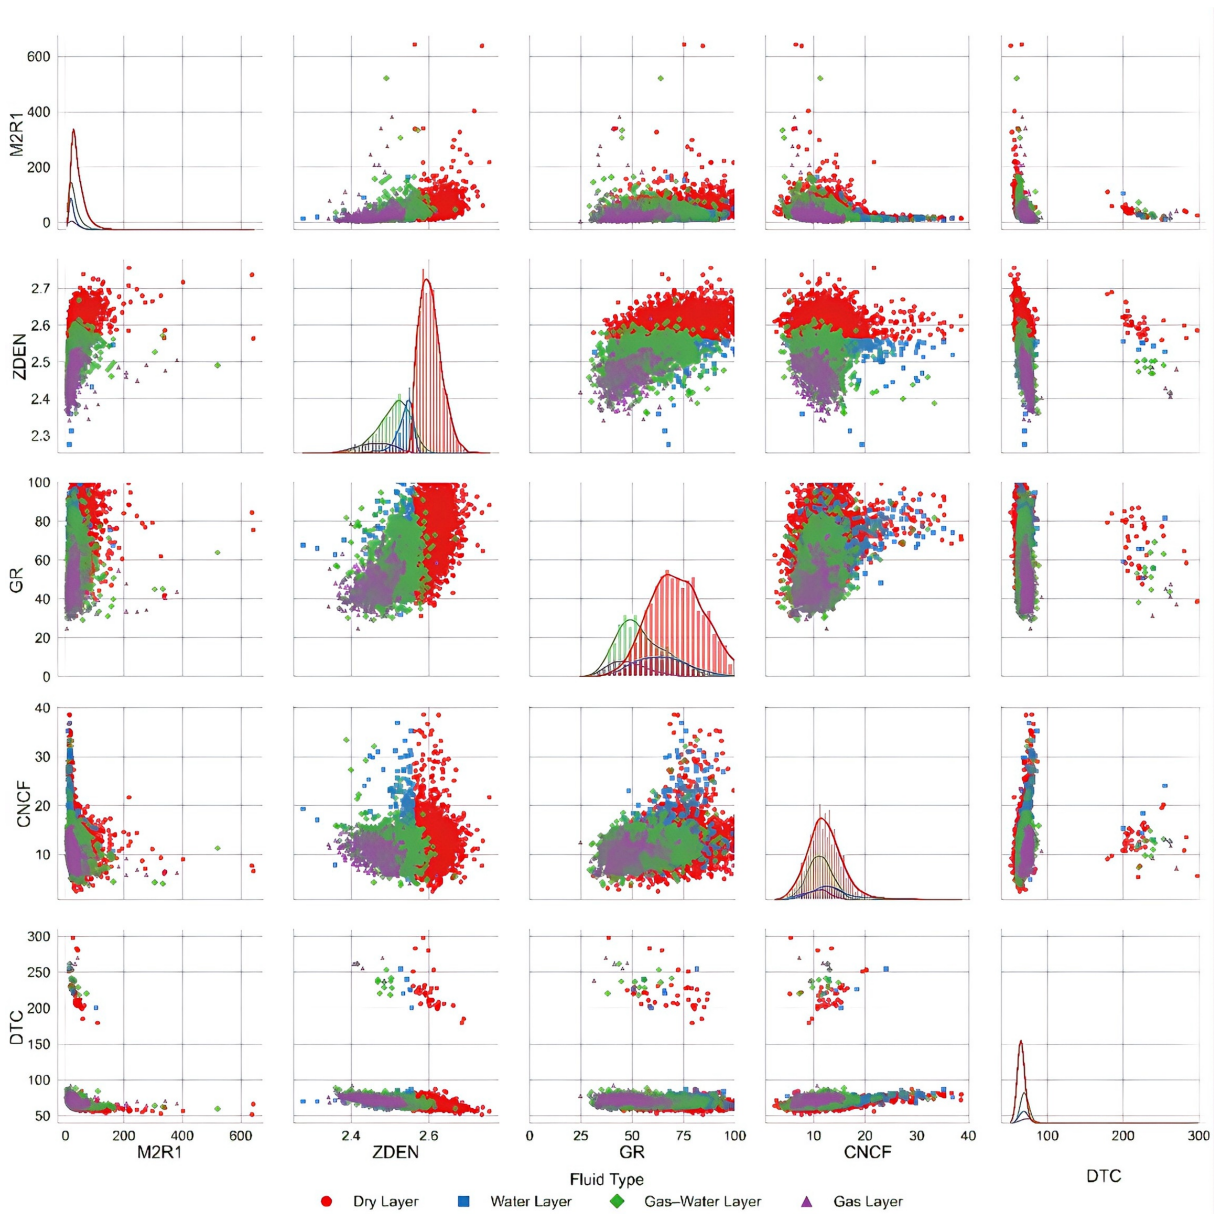 M2R1
600
400
200
0
ZDEN
2.7
2.6
2.5
2.4
2.3
GR
100
80
60
40
20
0
CNCF
40
30
20
10
DTC
300
250
200
150
100
50
0 200 400 600
2.4 2.6
0 25 50 75 100
10 20 30 40
100 200 300
M2R1 ZDEN GR CNCF DTC
Fluid Type
Dry Layer Water Layer Gas–Water Layer Gas Layer